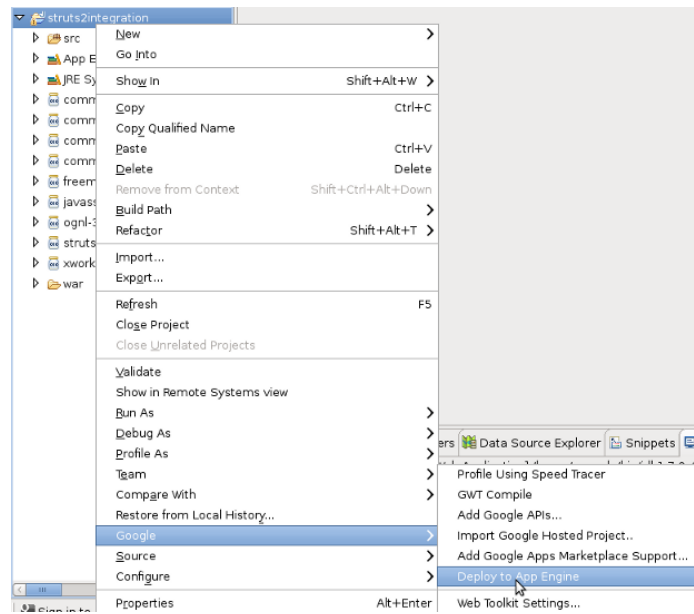 struts2integration
src
App E
JRE Sy
comm
comm
comm
comm
freem
javass
ognl-3
struts
xwork
war
New
Go Into
Show In Shift+Alt+W
Copy Ctrl+C
Copy Qualified Name
Paste Ctrl+V
Delete Delete
Remove from Context Shift+Ctrl+Alt+Down
Build Path
Refactor Shift+Alt+T
Import...
Export...
Refresh F5
Close Project
Close Unrelated Projects
Validate
Show in Remote Systems view
Run As
Debug As
Profile As
Team
Compare With
Restore from Local History...
Google
Source
Configure
Properties Alt+Enter
ers Data Source Explorer Snippets
Profile Using Speed Tracer
GWT Compile
Add Google APIs...
Import Google Hosted Project..
Add Google Apps Marketplace Support...
Deploy to App Engine
Web Toolkit Settings...
Sign in to